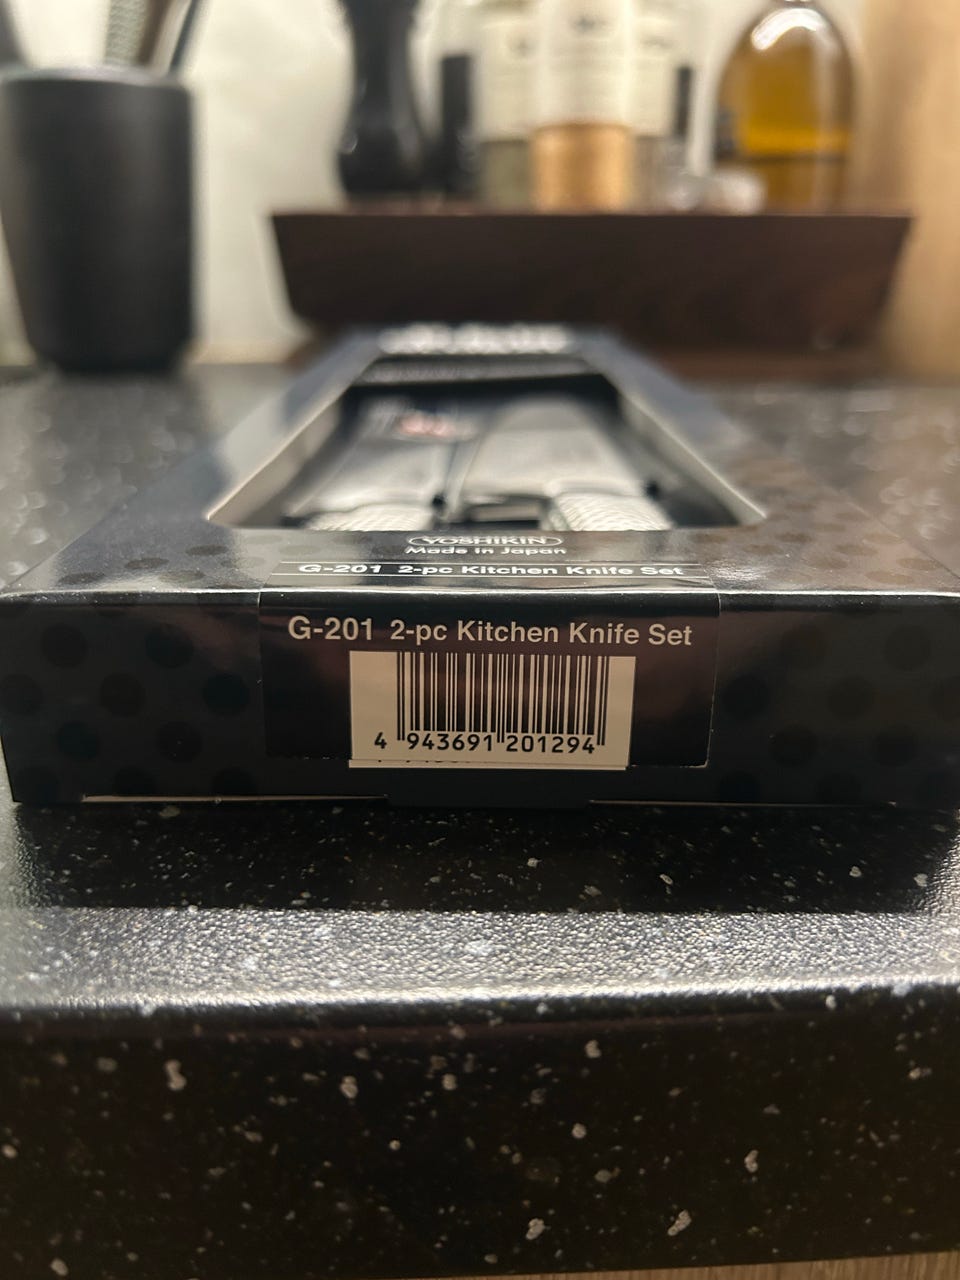 YOSHIKIN
Made in Japan
G-201 2-pc Kitchen Knife Set
G-201 2-pc Kitchen Knife Set
4 943691 201294